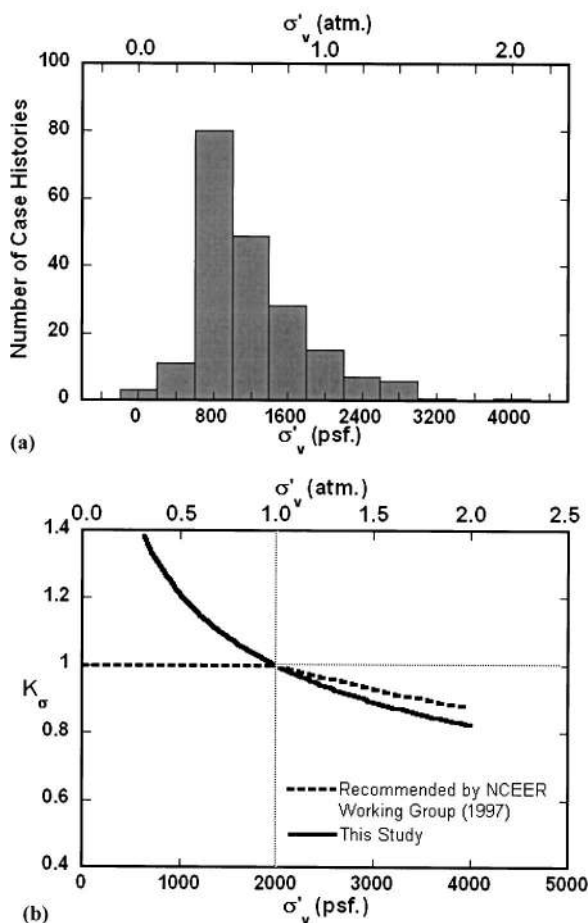 σ'v (atm.)
0.0 1.0 2.0
100
80
60
40
20
0
Number of Case Histories
0 800 1600 2400 3200 4000
σ'v (psf.)
(a)
σ'v (atm.)
0.0 0.5 1.0 1.5 2.0 2.5
1.4
1.2
1
Kσ
0.8
0.6
0.4
Recommended by NCEER
Working Group (1997)
This Study
0 1000 2000 3000 4000 5000
σ'v (psf.)
(b)